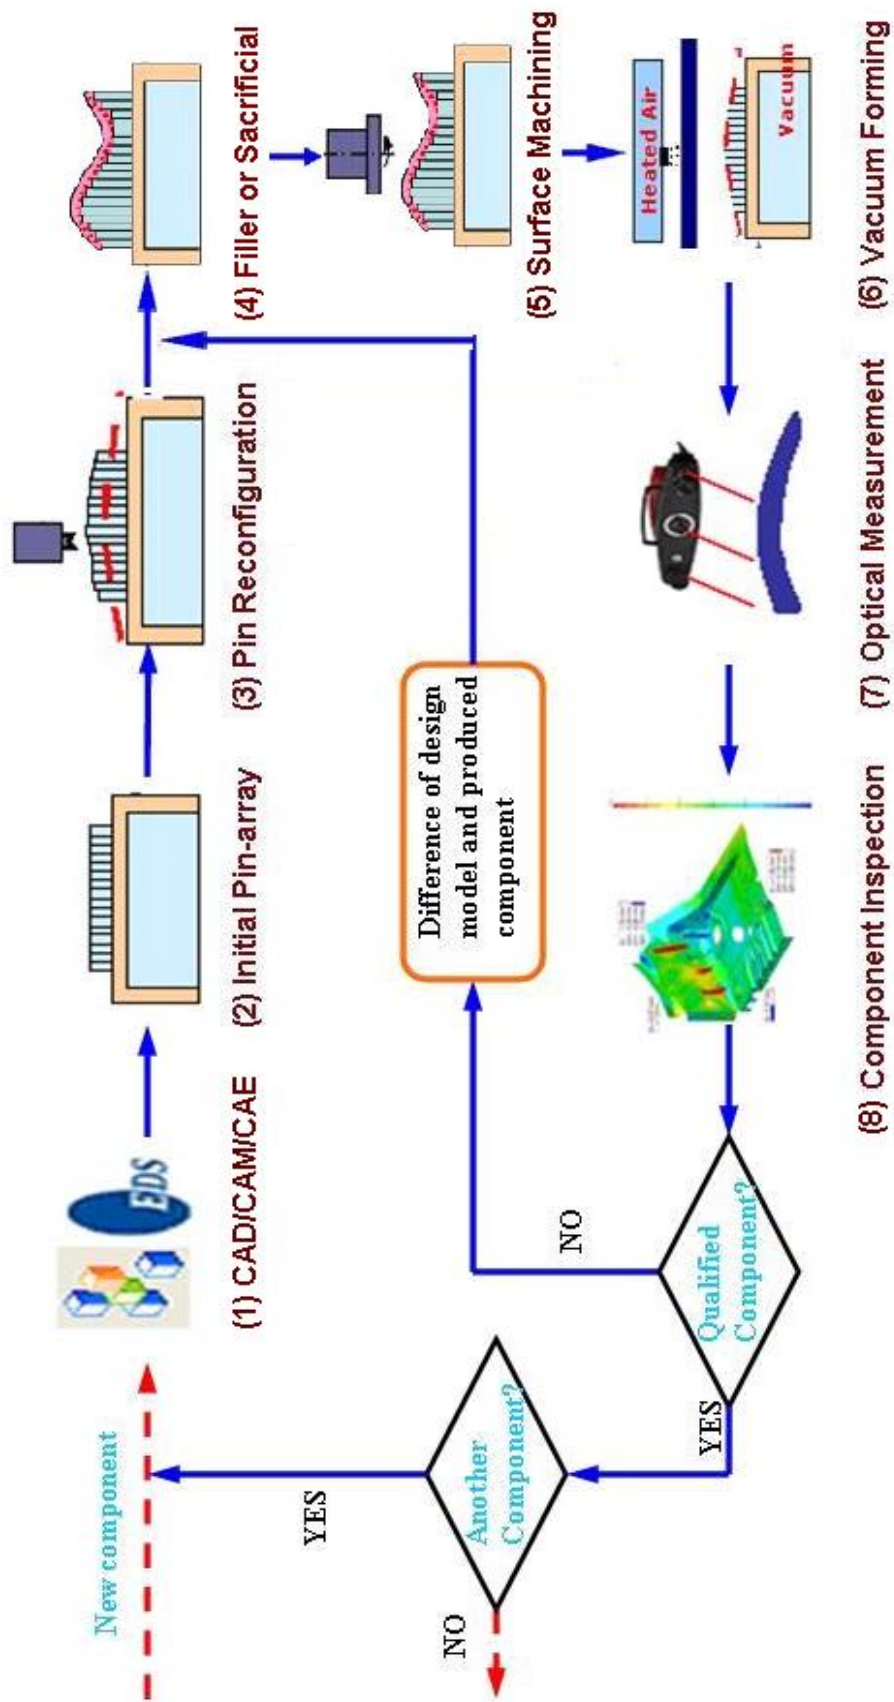 New component
EDS
(1) CAD/CAM/CAE
(2) Initial Pin-array
(3) Pin Reconfiguration
(4) Filler or Sacrificial
(5) Surface Machining
Heated Air
Vacuum
(6) Vacuum Forming
(7) Optical Measurement
(8) Component Inspection
Qualified
Component?
NO
Difference of design
model and produced
component
YES
Another
Component?
YES
NO